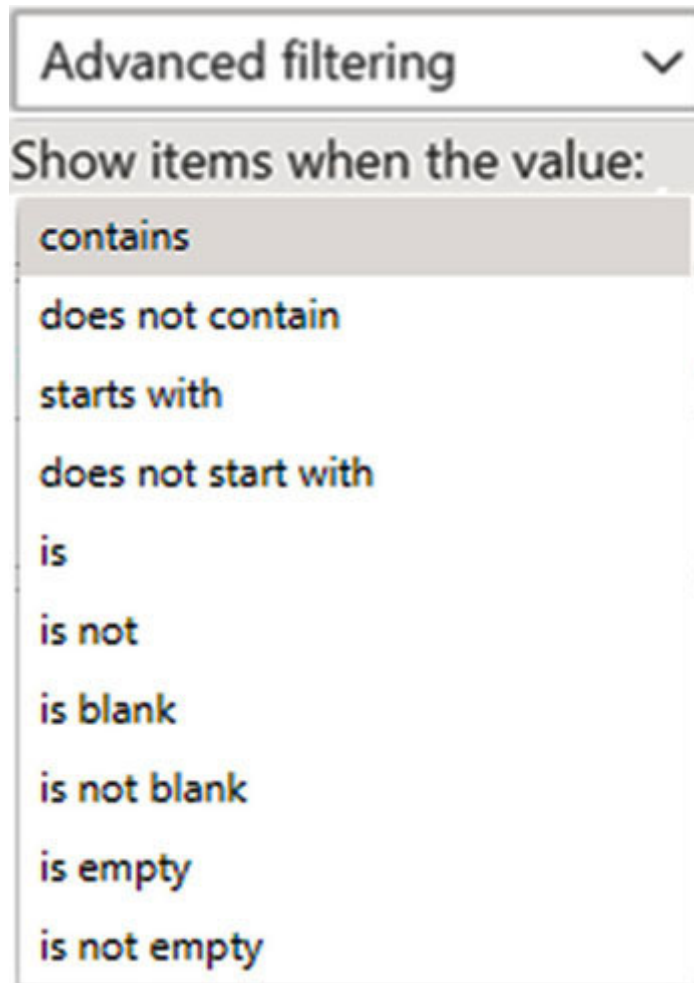 Advanced filtering
Show items when the value:
contains
does not contain
starts with
does not start with
is
is not
is blank
is not blank
is empty
is not empty